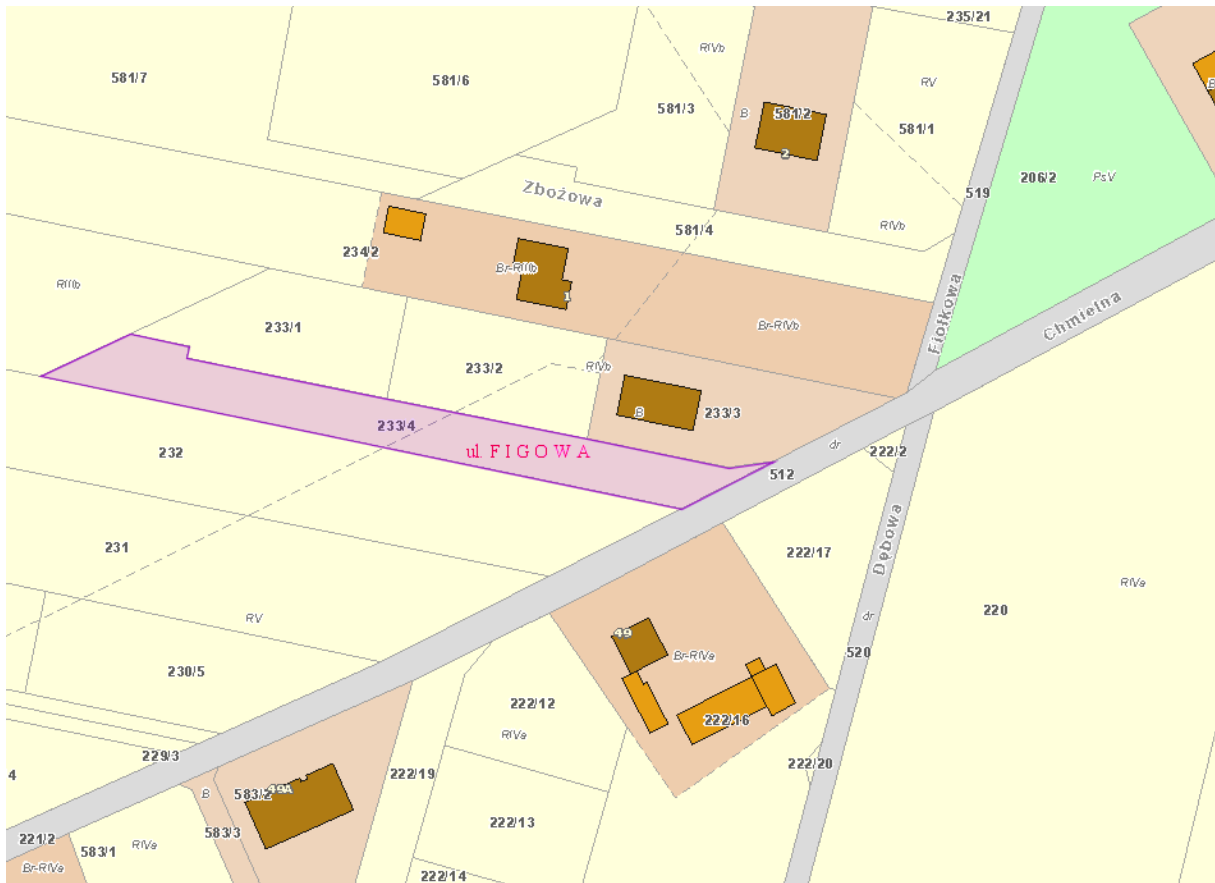 235/21
RIVb
581/7
581/6
RV
581/3
B
581/2
581/1
B
2
206/2
PsV
519
Zbożowa
RIVb
581/4
234/2
Br-RIIIb
RIIIb
1
Fiołkowa
Chmielna
233/1
Br-RIVb
233/2
RIVb
B
233/3
233/4
ul. FIGOWA
dr
222/2
232
512
Dębowa
231
222/17
RIVa
220
RV
49
dr
Br-RIVa
520
230/5
222/12
222/16
RIVa
229/3
222/20
4
222/19
B
583/2
49A
222/13
583/3
221/2
583/1
RIVa
Br-RIVa
222/14